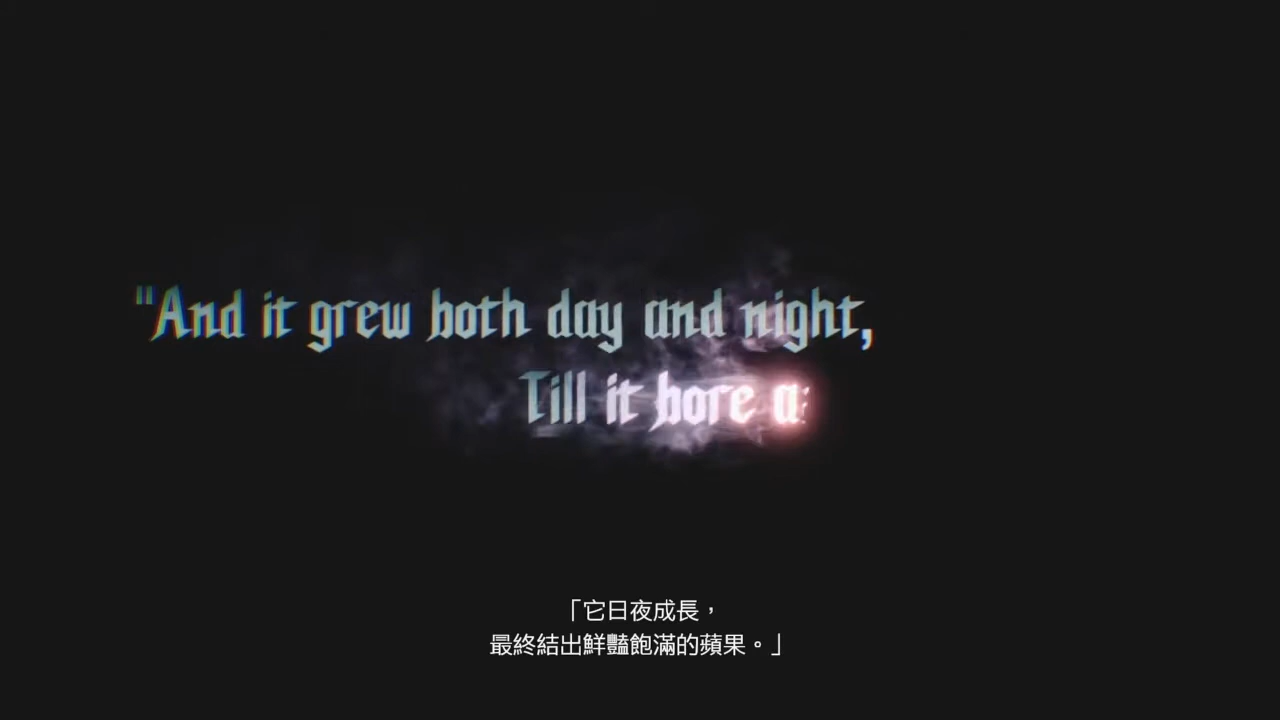 "And it grew both day and night,
Till it bore a
「它日夜成長，
最終結出鮮豔飽滿的蘋果。」